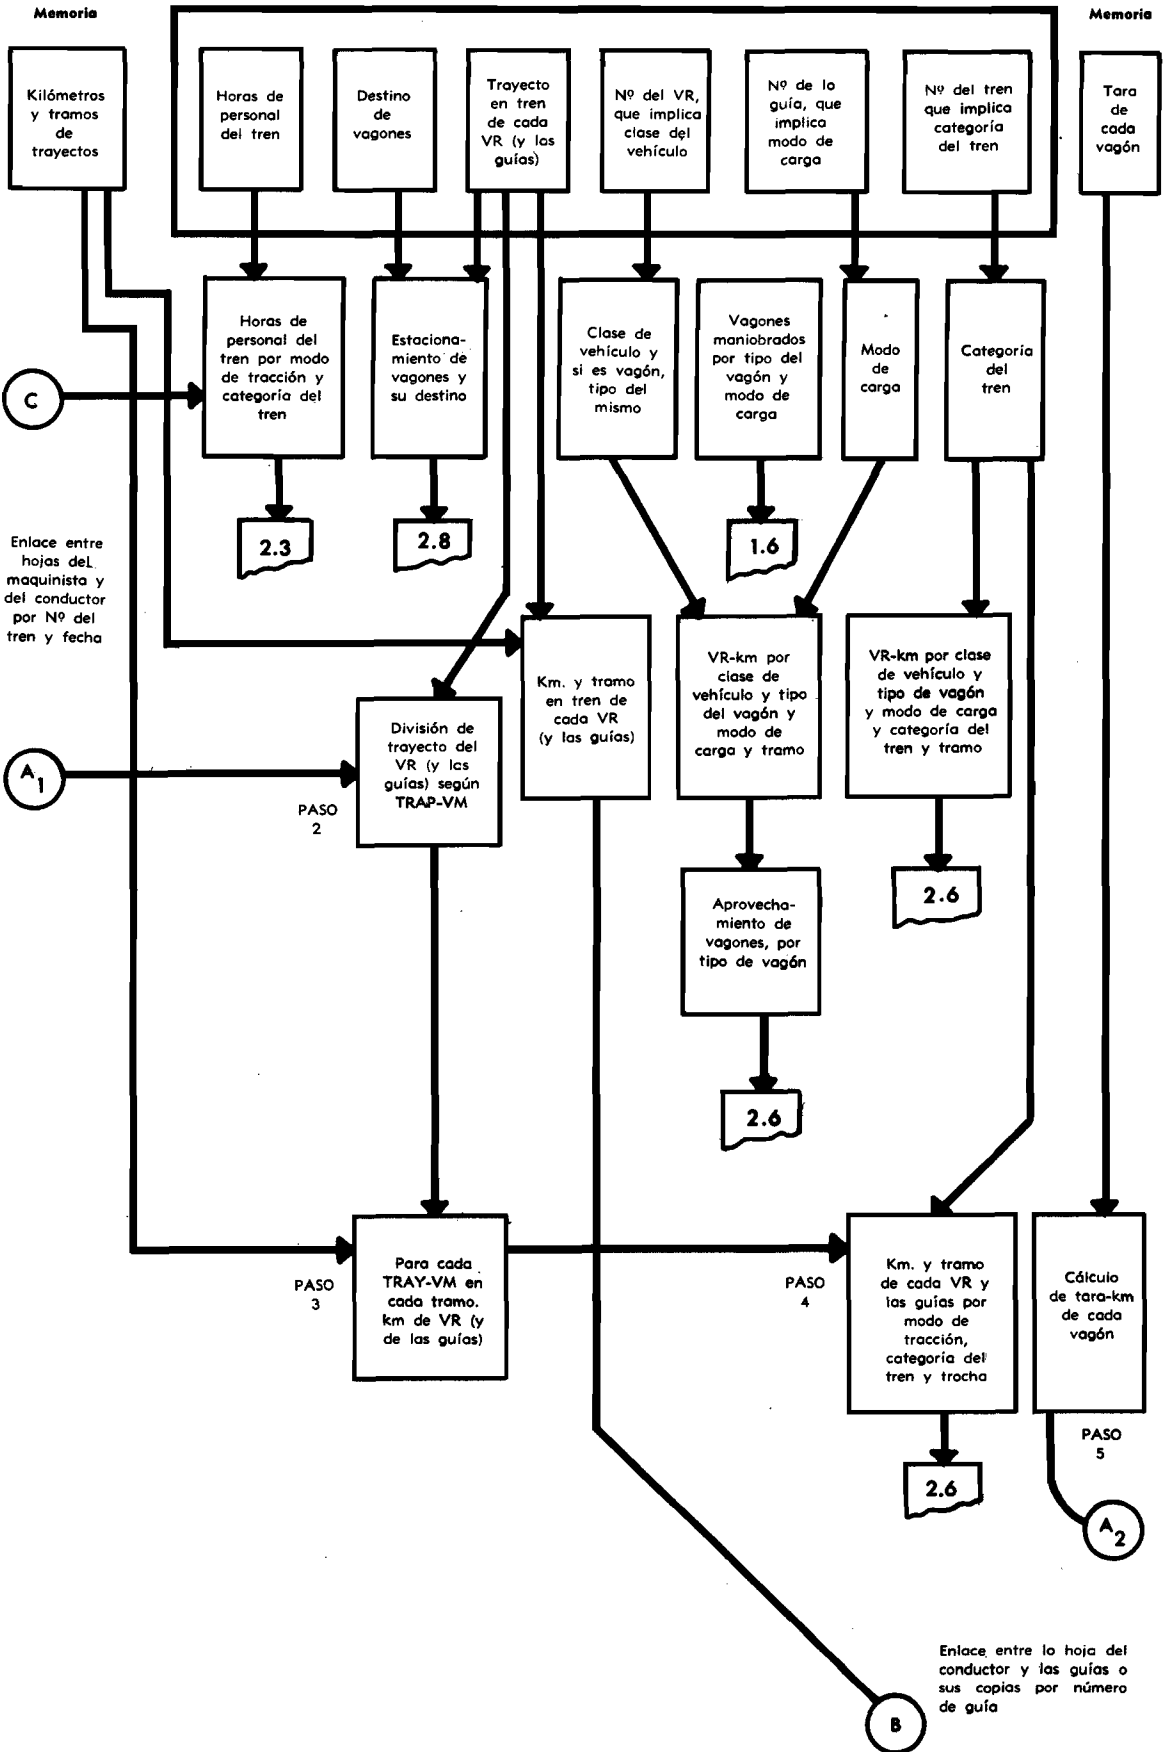 Memoria
Memoria
Kilómetros
y tramos
de
trayectos
Horas de
personal
del tren
Destino
de
vagones
Trayecto
en tren
de cada
VR (y las
guías)
Nº del VR,
que implica
clase del
vehículo
Nº de lo
guía, que
implica
modo de
carga
Nº del tren
que implica
categoría
del tren
Tara
de
cada
vagón
Horas de
personal del
tren por modo
de tracción y
categoría del
tren
Estaciona-
miento de
vagones y
su destino
Clase de
vehículo y
si es vagón,
tipo del
mismo
Vagones
maniobrados
por tipo del
vagón y
modo de
carga
Modo
de
carga
Categoría
del
tren
C
2.3
2.8
1.6
Enlace entre
hojas del
maquinista y
del conductor
por Nº del
tren y fecha
Km. y tramo
en tren de
cada VR
(y las guías)
VR-km por
clase de
vehículo y tipo
del vagón y
modo de
carga y tramo
VR-km por clase
de vehículo y
tipo de vagón
y modo de carga
y categoría del
tren y tramo
División de
trayecto del
VR (y las
guías) según
TRAP-VM
A1
PASO
2
Aprovecha-
miento de
vagones, por
tipo de vagón
2.6
2.6
Para cada
TRAY-VM en
cada tramo.
km de VR (y
de las guías)
PASO
3
PASO
4
Km. y tramo
de cada VR y
las guías por
modo de
tracción,
categoría del
tren y trocha
Cálculo
de tara-km
de cada
vagón
PASO
5
2.6
A2
Enlace entre lo hoja del
conductor y las guías o
sus copias por número
de guía
B